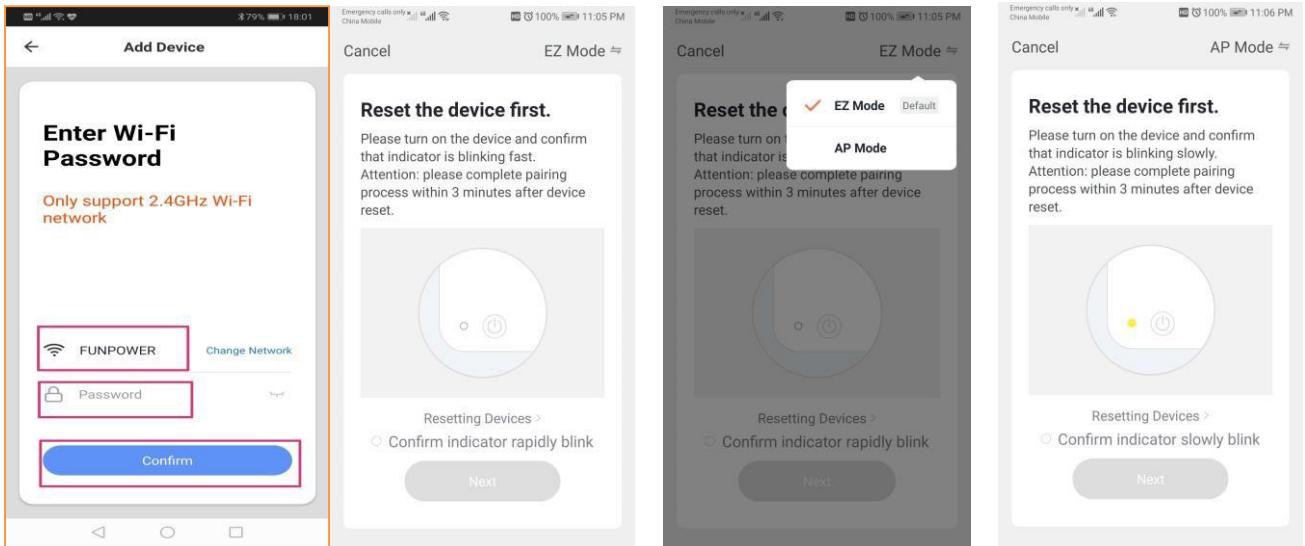 79% 18:01
Add Device
Enter Wi-Fi
Password
Only support 2.4GHz Wi-Fi
network
FUNPOWER
Change Network
Password
Confirm
Emergency calls only
China Mobile
100% 11:05 PM
Cancel
EZ Mode
Reset the device first.
Please turn on the device and confirm
that indicator is blinking fast.
Attention: please complete pairing
process within 3 minutes after device
reset.
Resetting Devices >
Confirm indicator rapidly blink
Next
Emergency calls only
China Mobile
100% 11:05 PM
Cancel
EZ Mode
EZ Mode Default
AP Mode
Reset the
Please turn on
that indicator is
Attention: please complete pairing
process within 3 minutes after device
reset.
Resetting Devices >
Confirm indicator rapidly blink
Next
Emergency calls only
China Mobile
100% 11:06 PM
Cancel
AP Mode
Reset the device first.
Please turn on the device and confirm
that indicator is blinking slowly.
Attention: please complete pairing
process within 3 minutes after device
reset.
Resetting Devices >
Confirm indicator slowly blink
Next